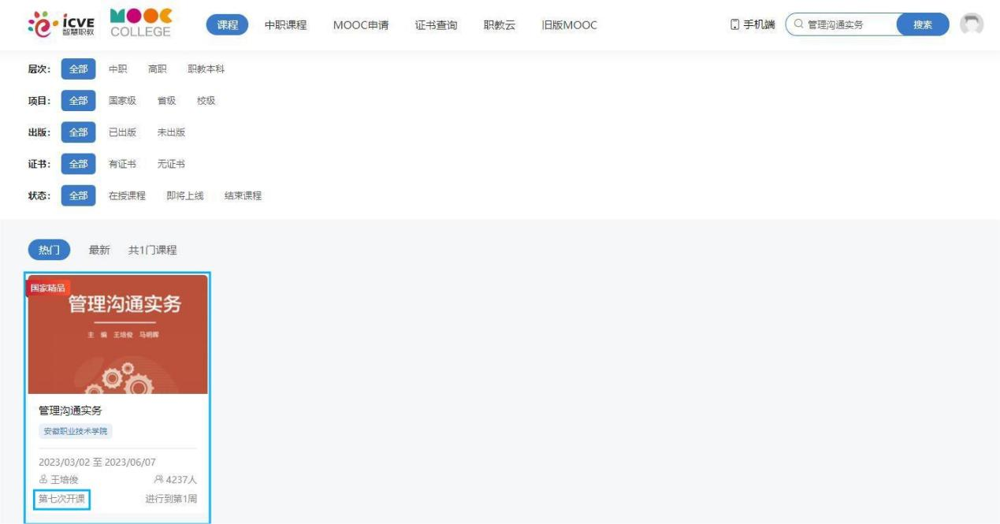 icve 智慧职教 MOOC COLLEGE 课程 中职课程 MOOC申请 证书查询 职教云 旧版MOOC 手机端 管理沟通实务 搜索
层次： 全部 中职 高职 职教本科
项目： 全部 国家级 省级 校级
出版： 全部 已出版 未出版
证书： 全部 有证书 无证书
状态： 全部 在授课程 即将上线 结束课程
热门 最新 共1门课程
国家精品
管理沟通实务
主 编 王培俊 马明辉
管理沟通实务
安徽职业技术学院
2023/03/02 至 2023/06/07
王培俊 4237人
第七次开课 进行到第1周